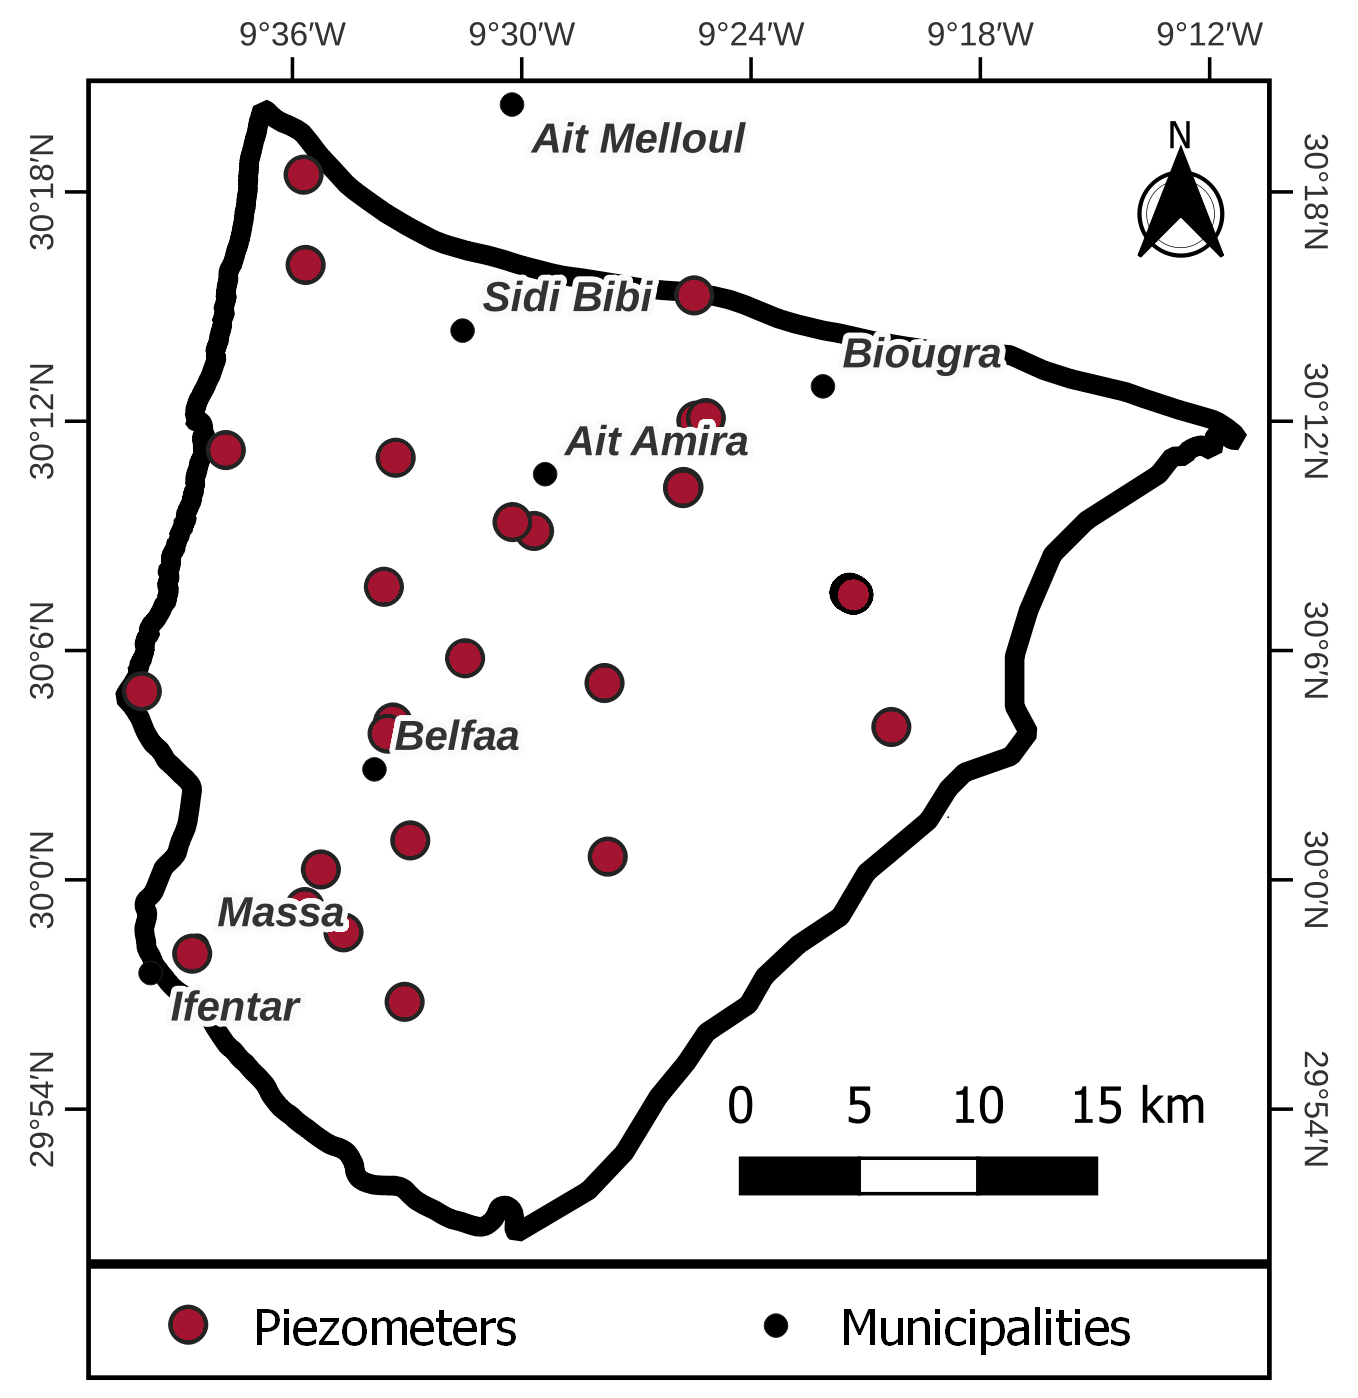 9°36′W 9°30′W 9°24′W 9°18′W 9°12′W
Ait Melloul
N
30°18′N 30°18′N
Sidi Bibi
Biougra
30°12′N 30°12′N
Ait Amira
30°6′N 30°6′N
Belfaa
30°0′N 30°0′N
Massa
Ifentar
29°54′N 29°54′N
0 5 10 15 km
Piezometers Municipalities